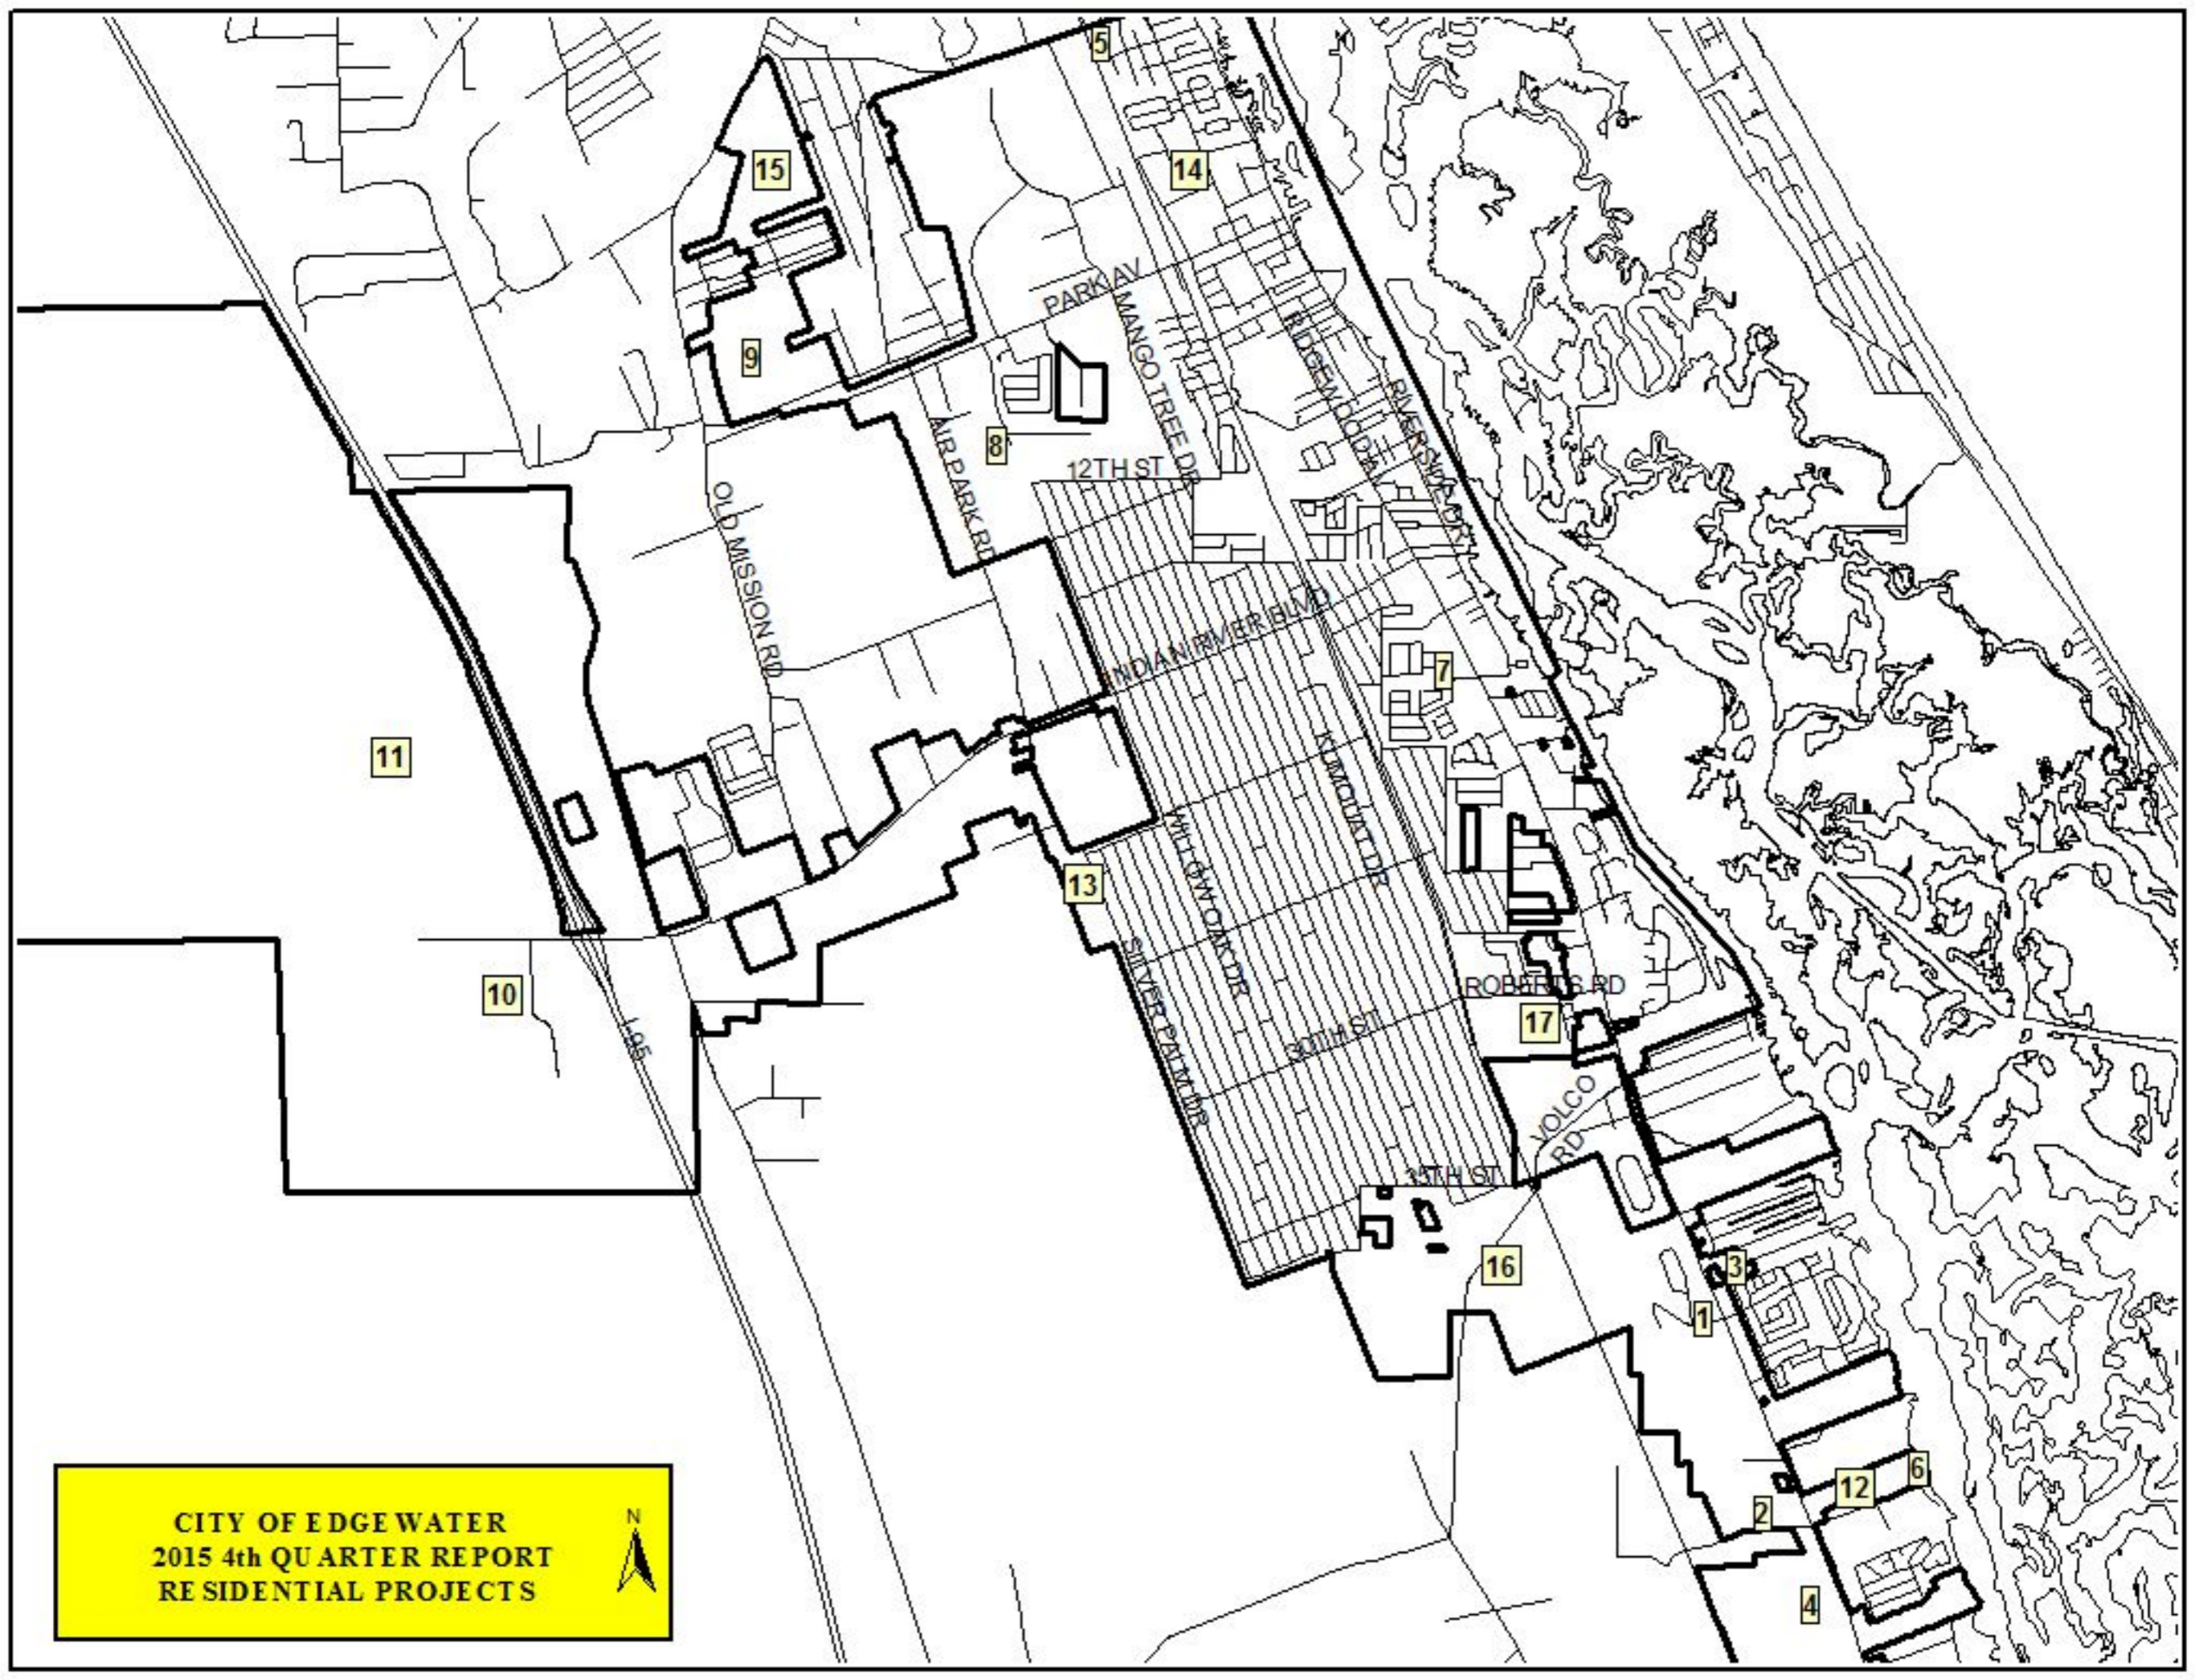 5
15
14
PARK AV
MANGO TREE DR
9
RIDGEWOOD AV
RIVERSIDE DR
8
AIR PARK RD
12TH ST
OLD MISSION RD
INDIAN RIVER BLVD
7
11
KUMQUAT DR
WILLOW OAK DR
13
SILVER PALM DR
10
I-95
ROBERTS RD
17
30TH ST
VOLCO
RD
35TH ST
16
3
1
12
6
2
4
CITY OF EDGEWATER
2015 4th QUARTER REPORT
RESIDENTIAL PROJECTS
N